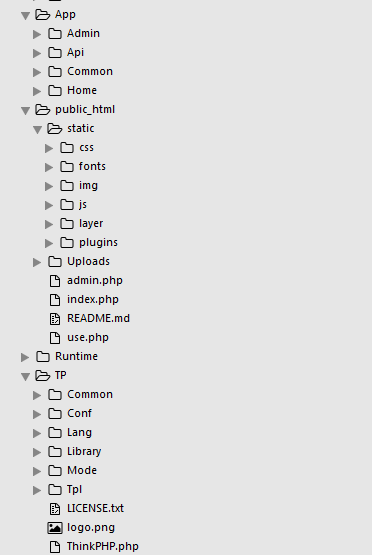 App
Admin
Api
Common
Home
public_html
static
css
fonts
img
js
layer
plugins
Uploads
admin.php
index.php
README.md
use.php
Runtime
TP
Common
Conf
Lang
Library
Mode
Tpl
LICENSE.txt
logo.png
ThinkPHP.php